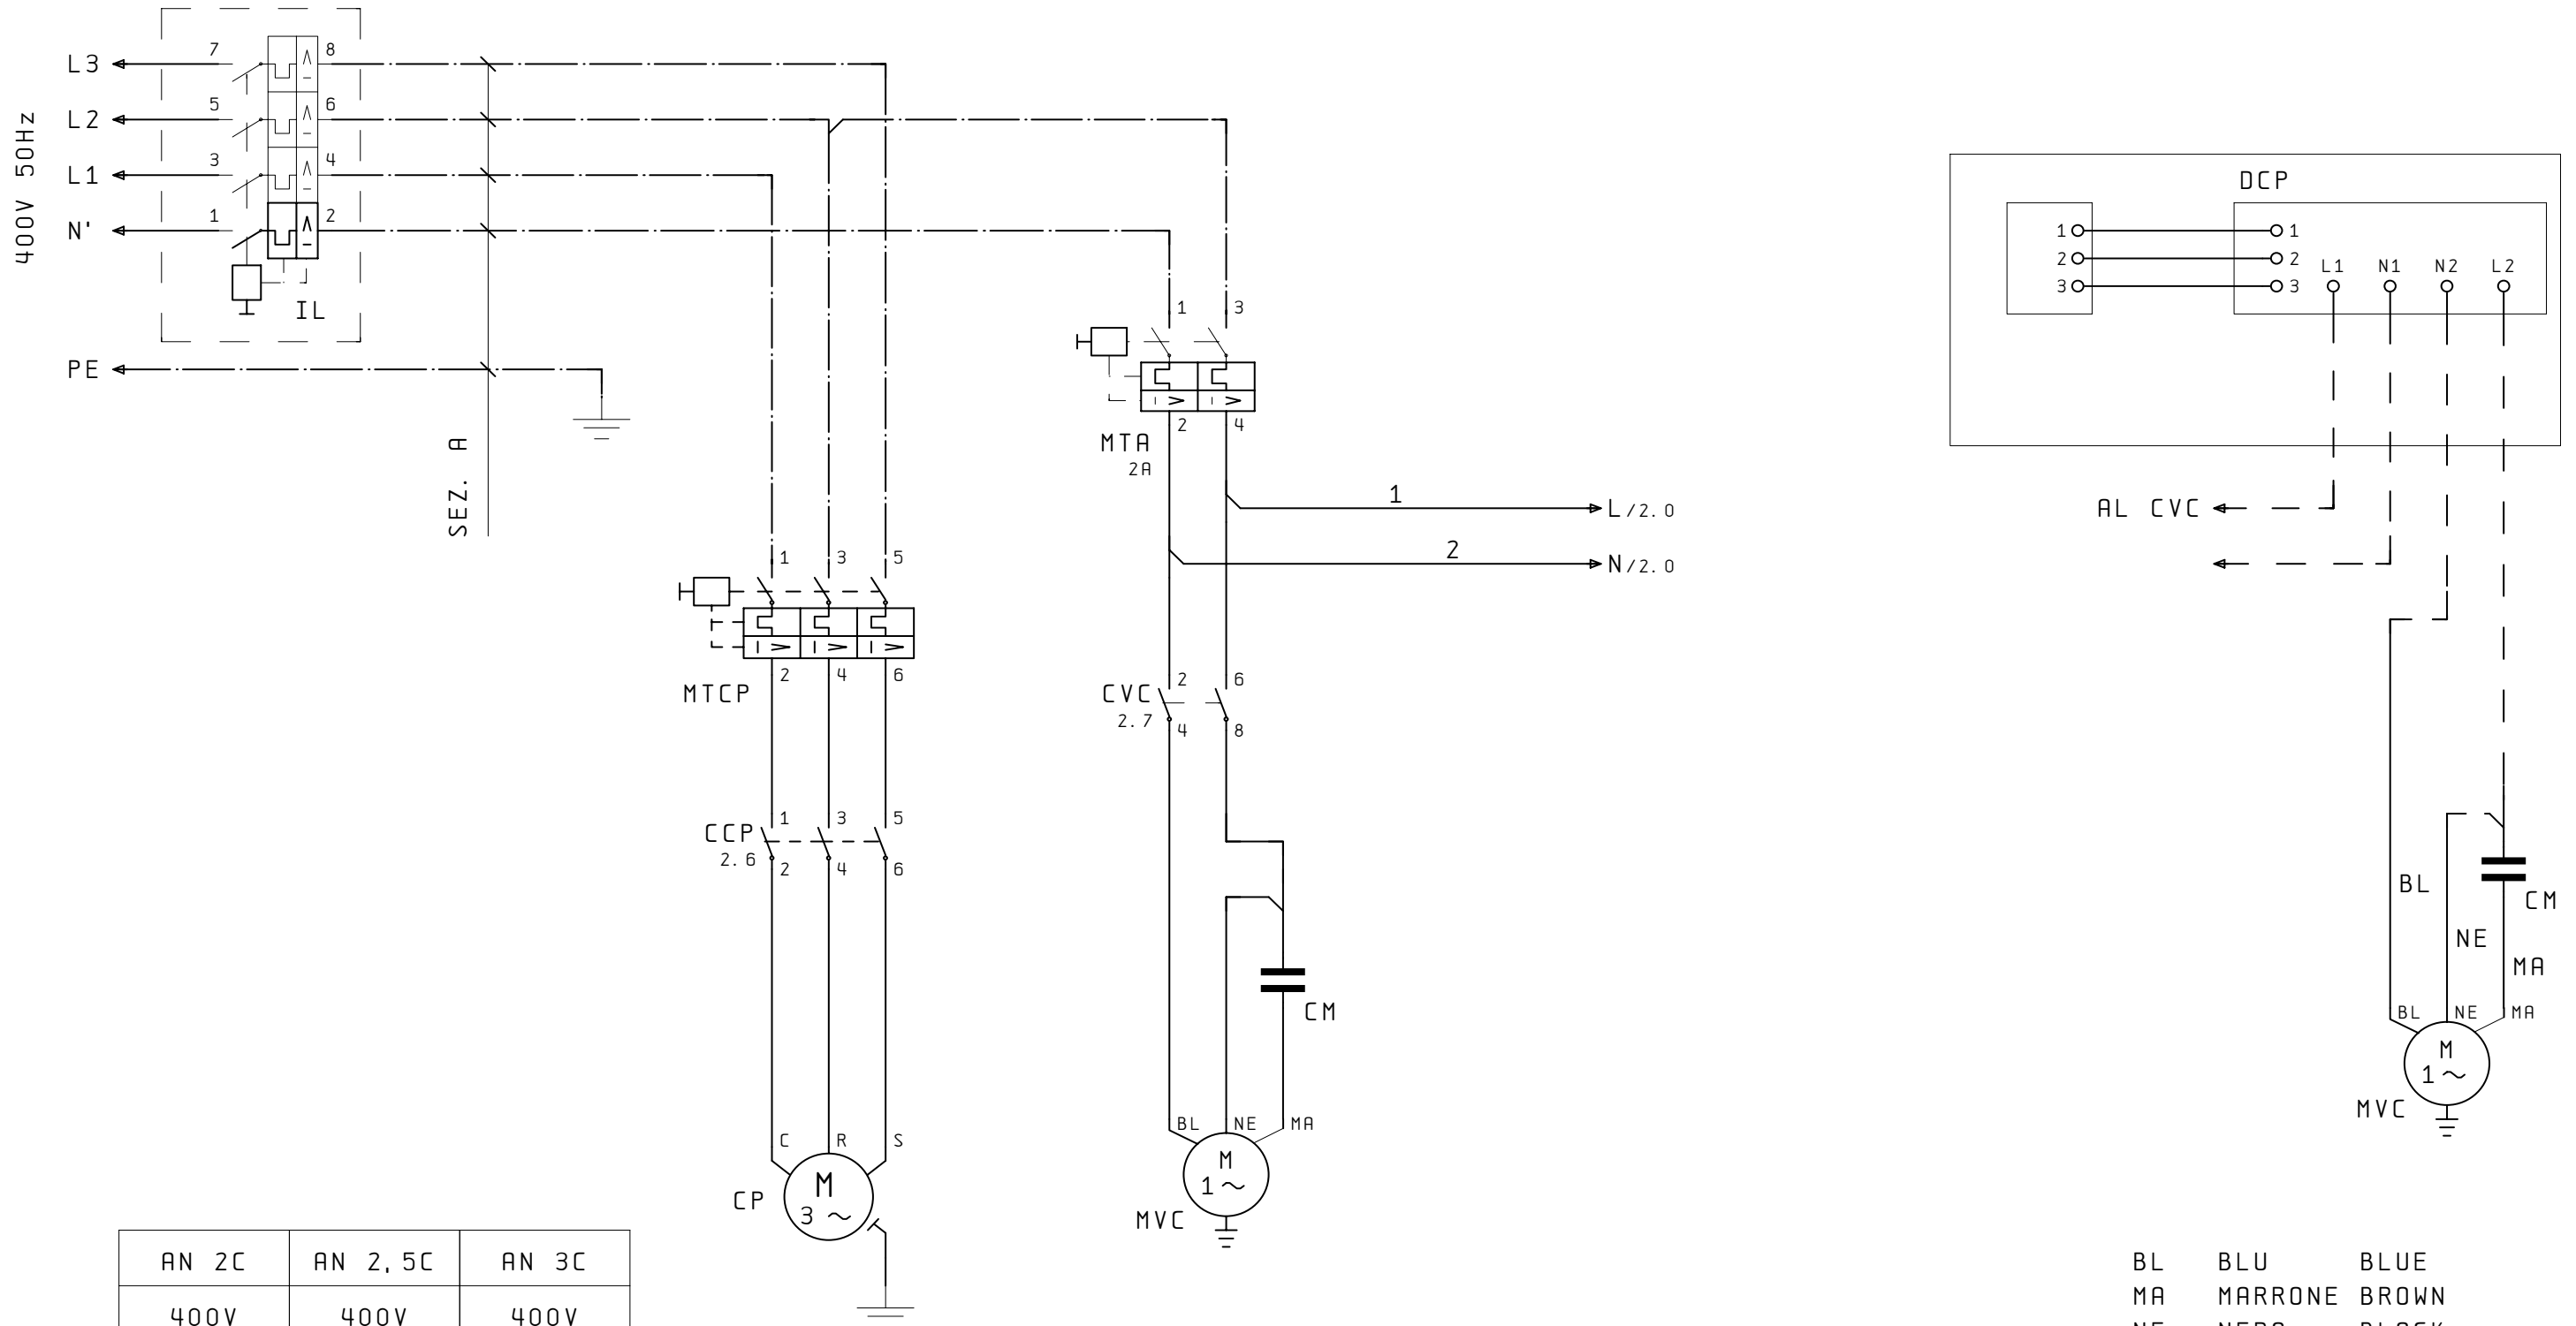 400V 50Hz
L3
7
8
L2
5
6
L1
3
4
N'
1
2
IL
PE
SEZ. A
1
3
5
MTCP
2
4
6
CCP
2.6
1
3
5
2
4
6
C
R
S
CP
M
3 ~
1
3
MTA
2A
2
4
1
L/2.0
2
N/2.0
CVC
2.7
2
6
4
8
CM
BL
NE
MA
M
1 ~
MVC
DCP
1
2
3
1
2
3
L1
N1
N2
L2
AL CVC
BL
NE
MA
CM
BL
NE
MA
M
1 ~
MVC
AN 2C
AN 2,5C
AN 3C
400V
400V
400V
BL BLU BLUE
MA MARRONE BROWN